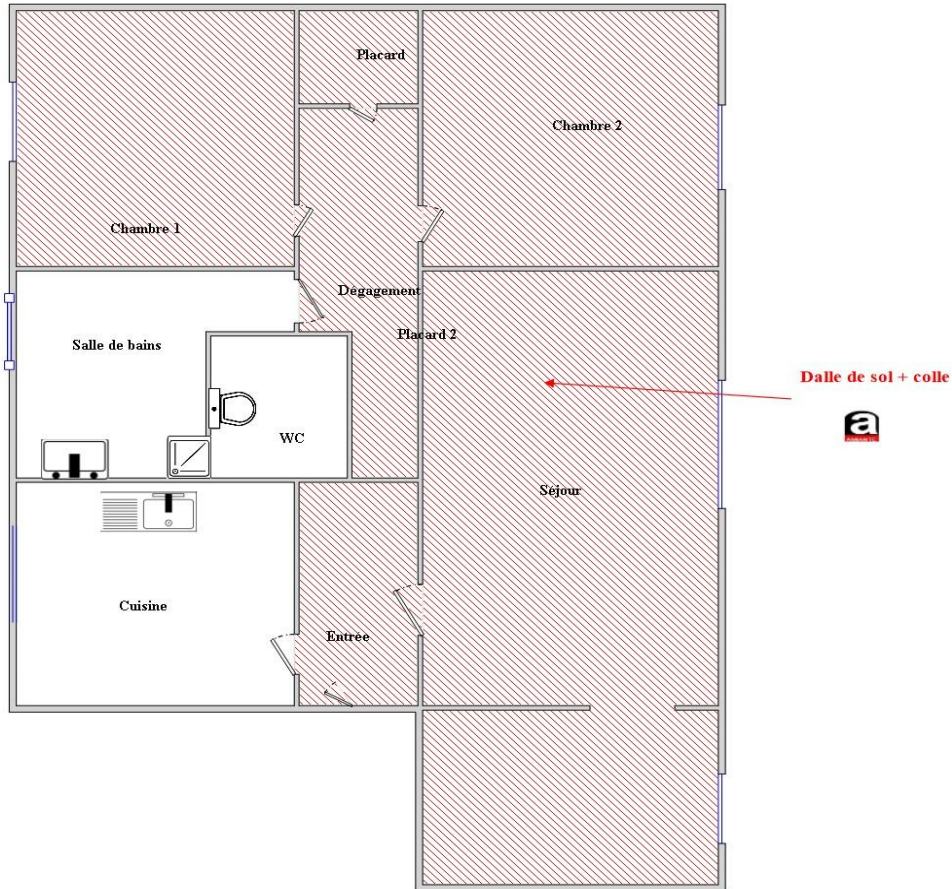 Placard
Chambre 2
Chambre 1
Dégagement
Placard 2
Salle de bains
Dalle de sol + colle
a
WC
Séjour
Cuisine
Entrée